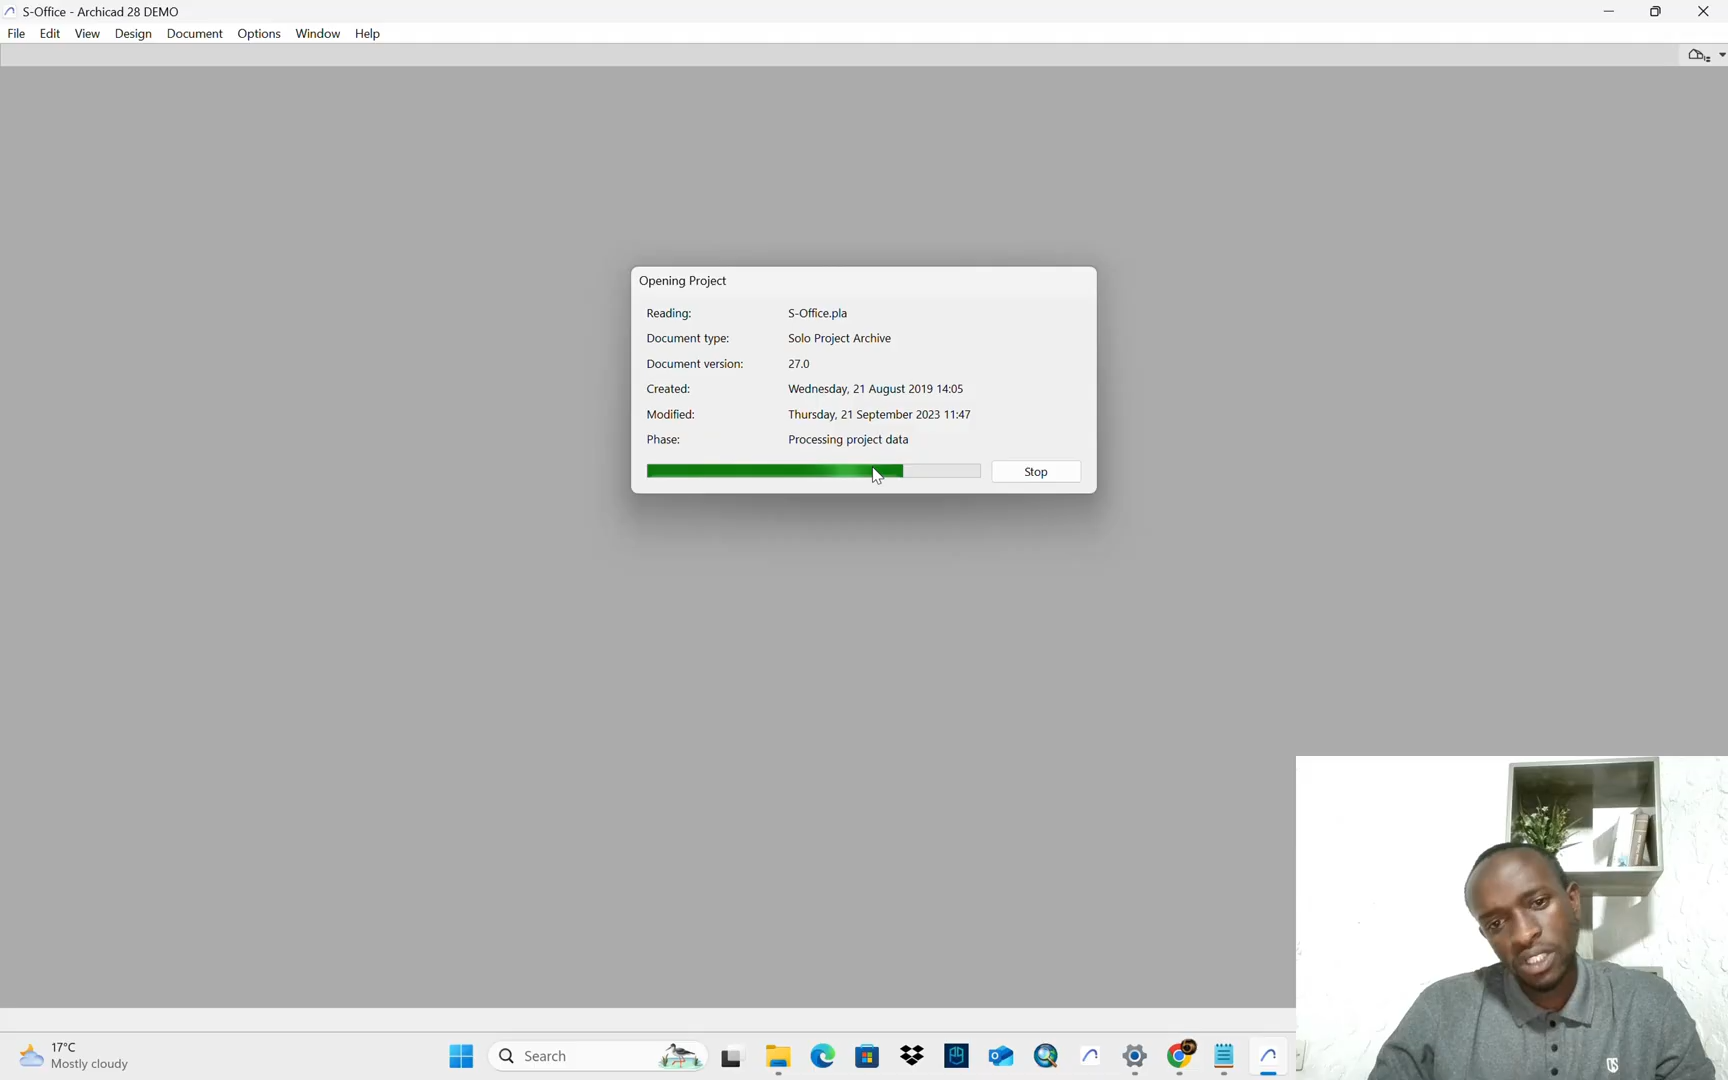 S-Office - Archicad 28 DEMO
File Edit View Design Document Options Window Help
Opening Project
Reading: S-Office.pla
Document type: Solo Project Archive
Document version: 27.0
Created: Wednesday, 21 August 2019 14:05
Modified: Thursday, 21 September 2023 11:47
Phase: Processing project data
Stop
17°C
Mostly cloudy
Search